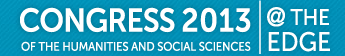 CONGRESS 2013
OF THE HUMANITIES AND SOCIAL SCIENCES
@ THE
EDGE